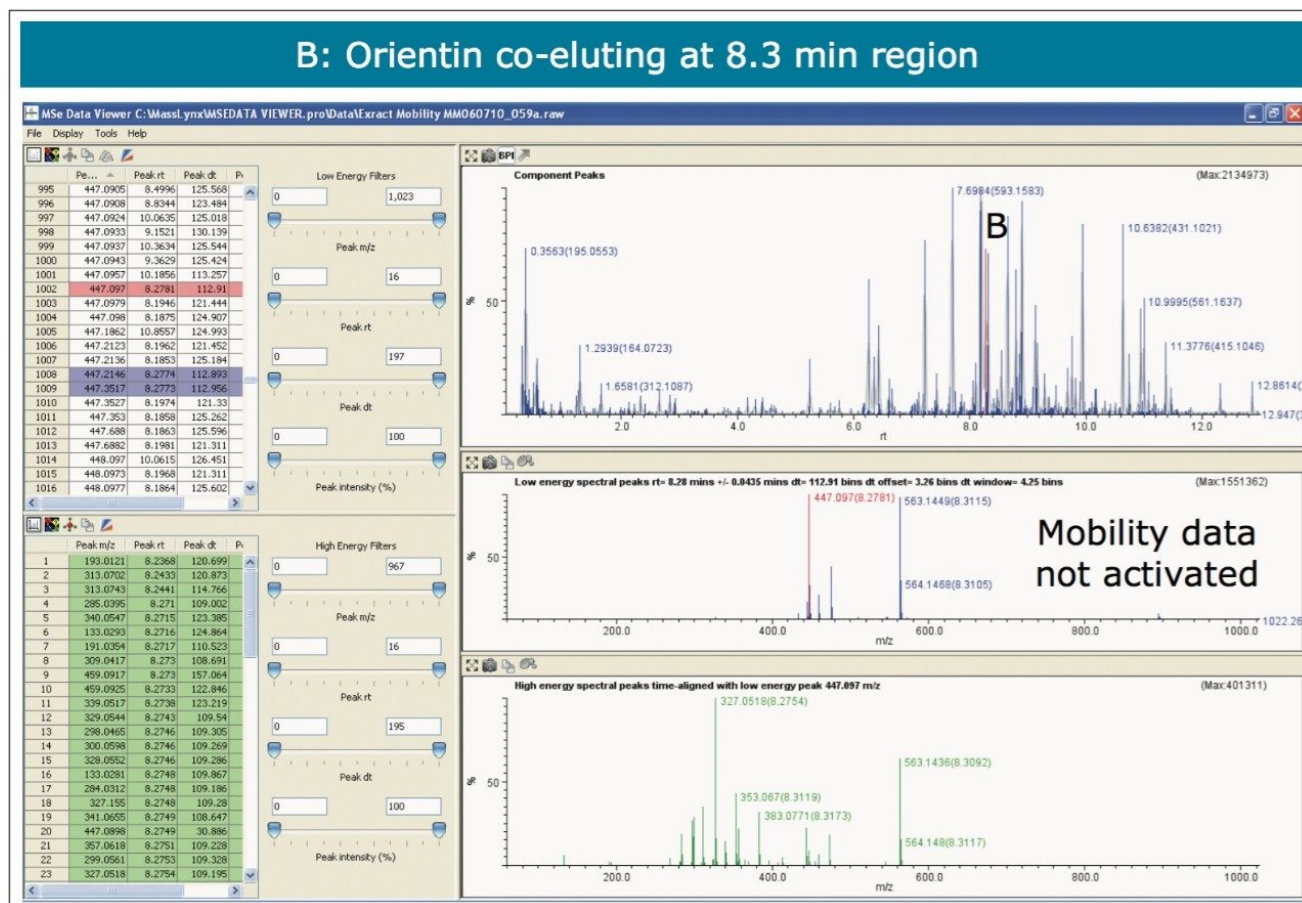 B: Orientin co-eluting at 8.3 min region
MSe Data Viewer C:\MassLynx\MSEDATA VIEWER.pro\Data\Exract Mobility MM060710_059a.raw
File Display Tools Help
Pe... Peak rt Peak dt
995 447.0905 8.4996 125.568
996 447.0908 8.8344 123.484
997 447.0924 10.0635 125.018
998 447.0933 9.1521 130.139
999 447.0937 10.3634 125.544
1000 447.0943 9.3629 125.424
1001 447.0957 10.1856 113.257
1002 447.097 8.2781 112.91
1003 447.0979 8.1946 121.444
1004 447.098 8.1875 124.907
1005 447.1862 10.8557 124.993
1006 447.2123 8.1962 121.452
1007 447.2136 8.1853 125.184
1008 447.2146 8.2774 112.893
1009 447.3517 8.2773 112.956
1010 447.3527 8.1974 121.33
1011 447.353 8.1858 125.262
1012 447.688 8.1863 125.596
1013 447.6882 8.1981 121.311
1014 448.097 10.0615 126.451
1015 448.0973 8.1968 121.311
1016 448.0977 8.1864 125.602
Low Energy Filters
0 1,023
Peak m/z
0 16
Peak rt
0 197
Peak dt
0 100
Peak intensity (%)
BPI
Component Peaks (Max:2134973)
7.6984(593.1583)
B
0.3563(195.0553)
10.6382(431.1021)
50
%
10.9995(561.1637)
1.2939(164.0723)
11.3776(415.1046)
1.6581(312.1087)
12.8614(
12.947(3
2.0 4.0 6.0 8.0 10.0 12.0
rt
Low energy spectral peaks rt= 8.28 mins +/- 0.0435 mins dt= 112.91 bins dt offset= 3.26 bins dt window= 4.25 bins (Max:1551362)
447.097(8.2781) 563.1449(8.3115)
Mobility data
not activated
50
%
564.1468(8.3105)
1022.26
200.0 400.0 600.0 800.0 1000.0
m/z
Peak m/z Peak rt Peak dt
1 193.0121 8.2368 120.699
2 313.0702 8.2433 120.873
3 313.0743 8.2441 114.766
4 285.0395 8.271 109.002
5 340.0547 8.2715 123.385
6 133.0293 8.2716 124.864
7 191.0354 8.2717 110.523
8 309.0417 8.273 108.691
9 459.0917 8.273 157.064
10 459.0925 8.2733 122.846
11 339.0517 8.2738 123.219
12 329.0544 8.2743 109.54
13 298.0465 8.2746 109.305
14 300.0598 8.2746 109.269
15 328.0552 8.2746 109.286
16 133.0281 8.2748 109.867
17 284.0312 8.2748 109.186
18 327.155 8.2748 109.28
19 341.0655 8.2749 108.647
20 447.0898 8.2749 30.886
21 357.0618 8.2751 109.228
22 299.0561 8.2753 109.328
23 327.0518 8.2754 109.195
High Energy Filters
0 967
Peak m/z
0 16
Peak rt
0 195
Peak dt
0 100
Peak intensity (%)
High energy spectral peaks time-aligned with low energy peak 447.097 m/z (Max:401311)
327.0518(8.2754)
563.1436(8.3092)
50
%
353.067(8.3119)
383.0771(8.3173)
564.148(8.3117)
200.0 400.0 600.0 800.0 1000.0
m/z